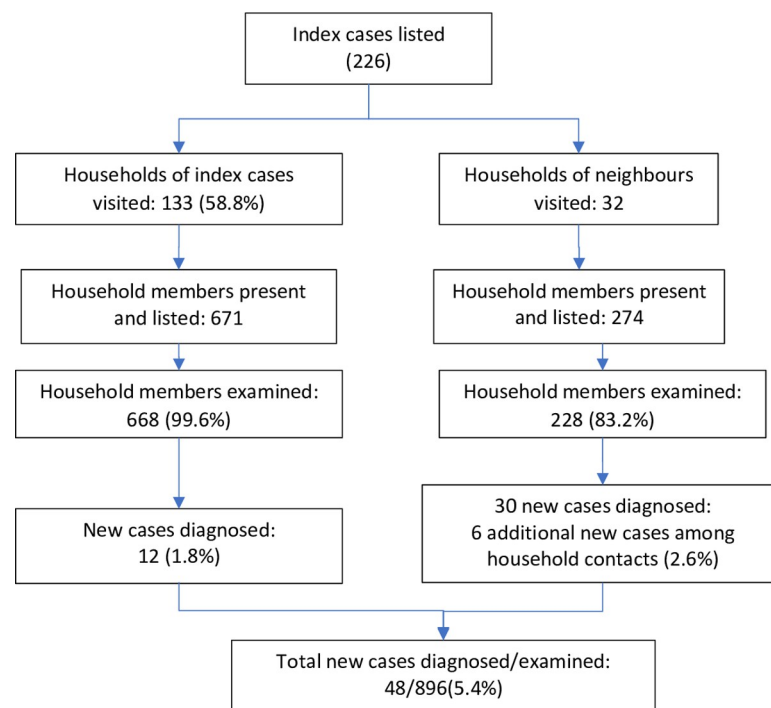 Index cases listed
(226)
Households of index cases
visited: 133 (58.8%)
Households of neighbours
visited: 32
Household members present
and listed: 671
Household members present
and listed: 274
Household members examined:
668 (99.6%)
Household members examined:
228 (83.2%)
New cases diagnosed:
12 (1.8%)
30 new cases diagnosed:
6 additional new cases among
household contacts (2.6%)
Total new cases diagnosed/examined:
48/896(5.4%)